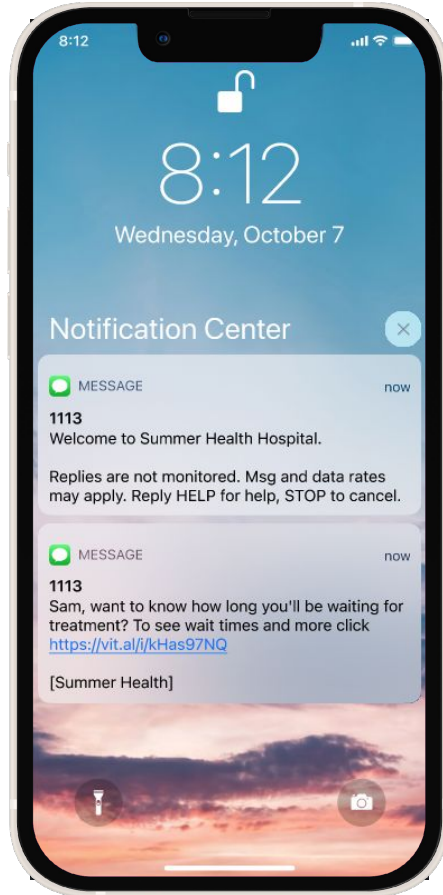 8:12
8:12
Wednesday, October 7
Notification Center
MESSAGE now
1113
Welcome to Summer Health Hospital.
Replies are not monitored. Msg and data rates
may apply. Reply HELP for help, STOP to cancel.
MESSAGE now
1113
Sam, want to know how long you'll be waiting for
treatment? To see wait times and more click
https://vit.al/i/kHas97NQ
[Summer Health]